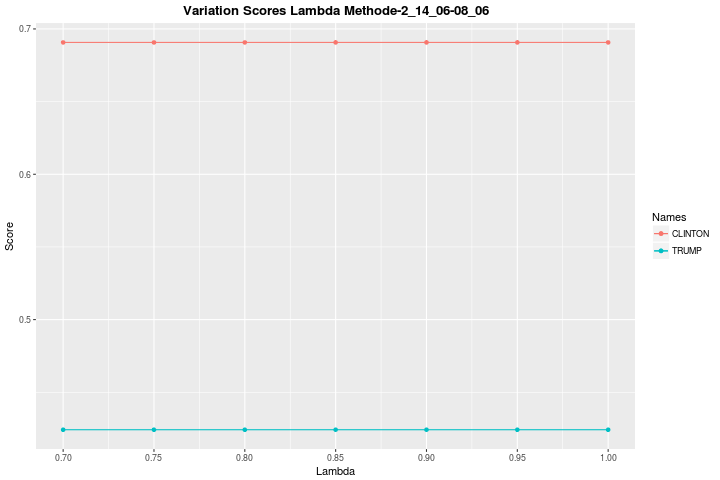 Variation Scores Lambda Methode-2_14_06-08_06
0.7
0.6
0.5
Score
0.70 0.75 0.80 0.85 0.90 0.95 1.00
Lambda
Names
CLINTON
TRUMP